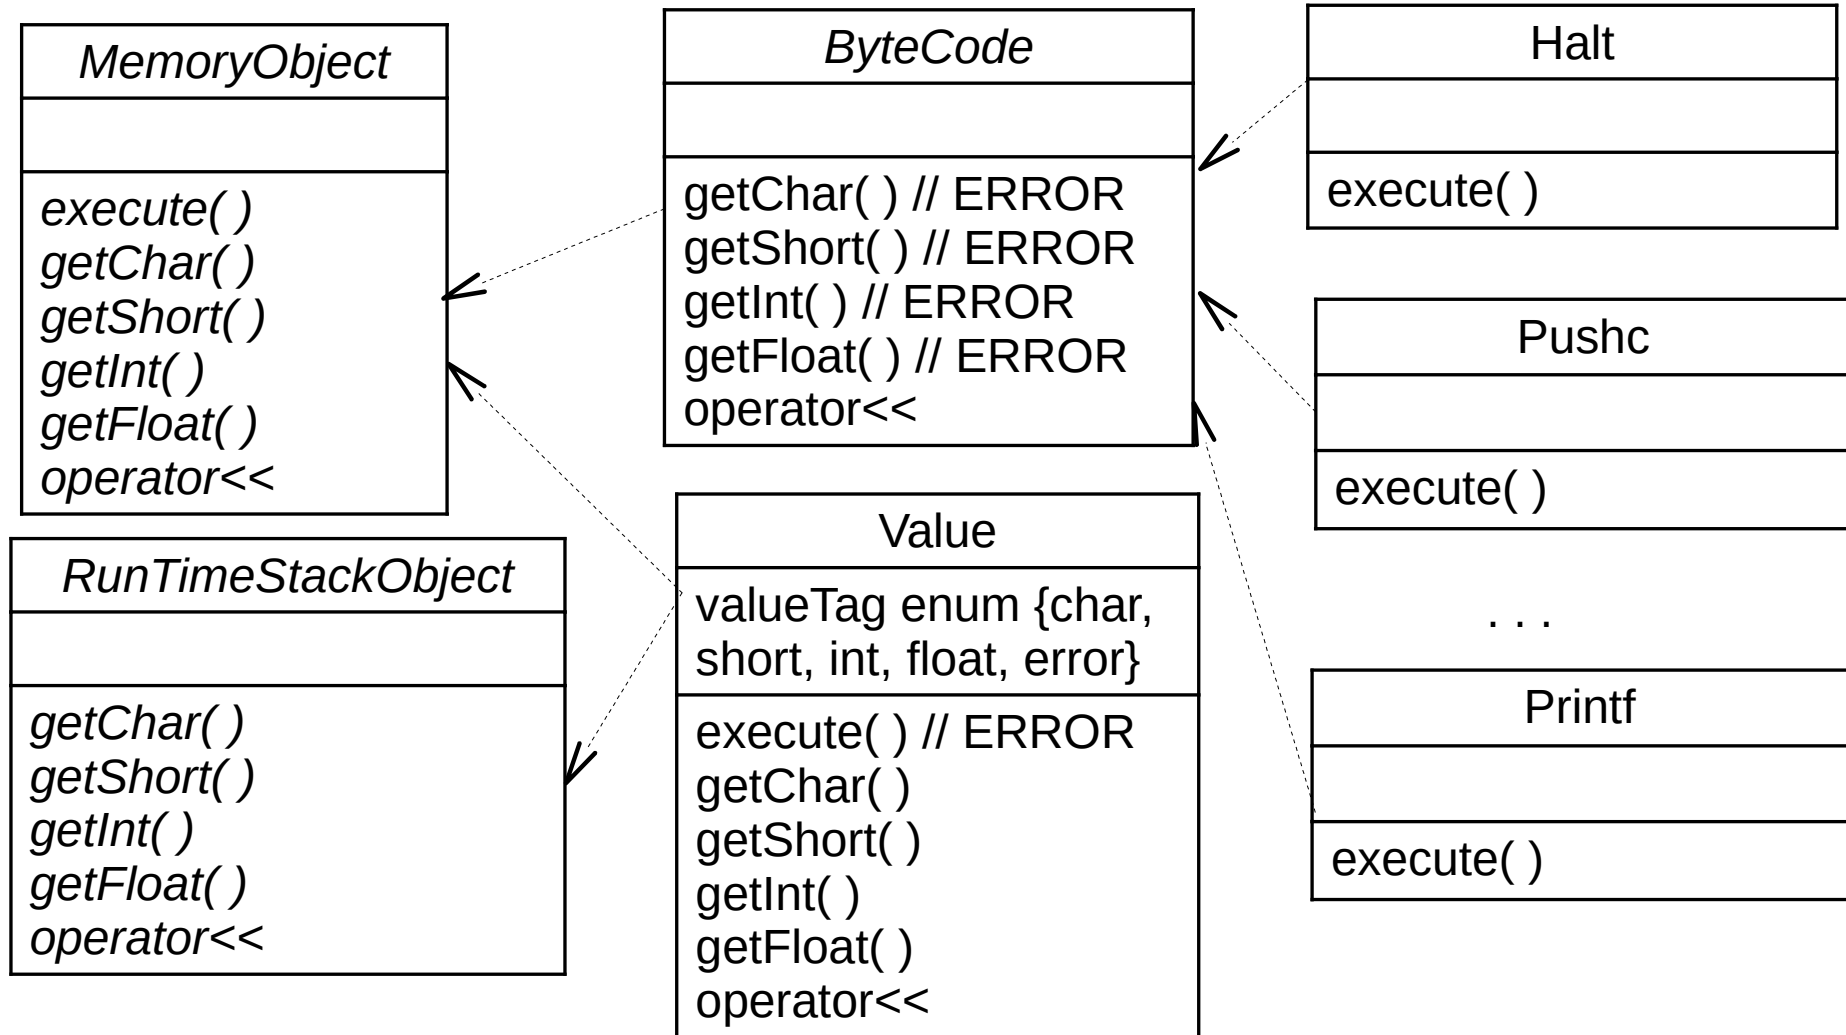 MemoryObject
execute( )
getChar( )
getShort( )
getInt( )
getFloat( )
operator<<
RunTimeStackObject
getChar( )
getShort( )
getInt( )
getFloat( )
operator<<
ByteCode
getChar( ) // ERROR
getShort( ) // ERROR
getInt( ) // ERROR
getFloat( ) // ERROR
operator<<
Value
valueTag enum {char,
short, int, float, error}
execute( ) // ERROR
getChar( )
getShort( )
getInt( )
getFloat( )
operator<<
Halt
execute( )
Pushc
execute( )
. . .
Printf
execute( )